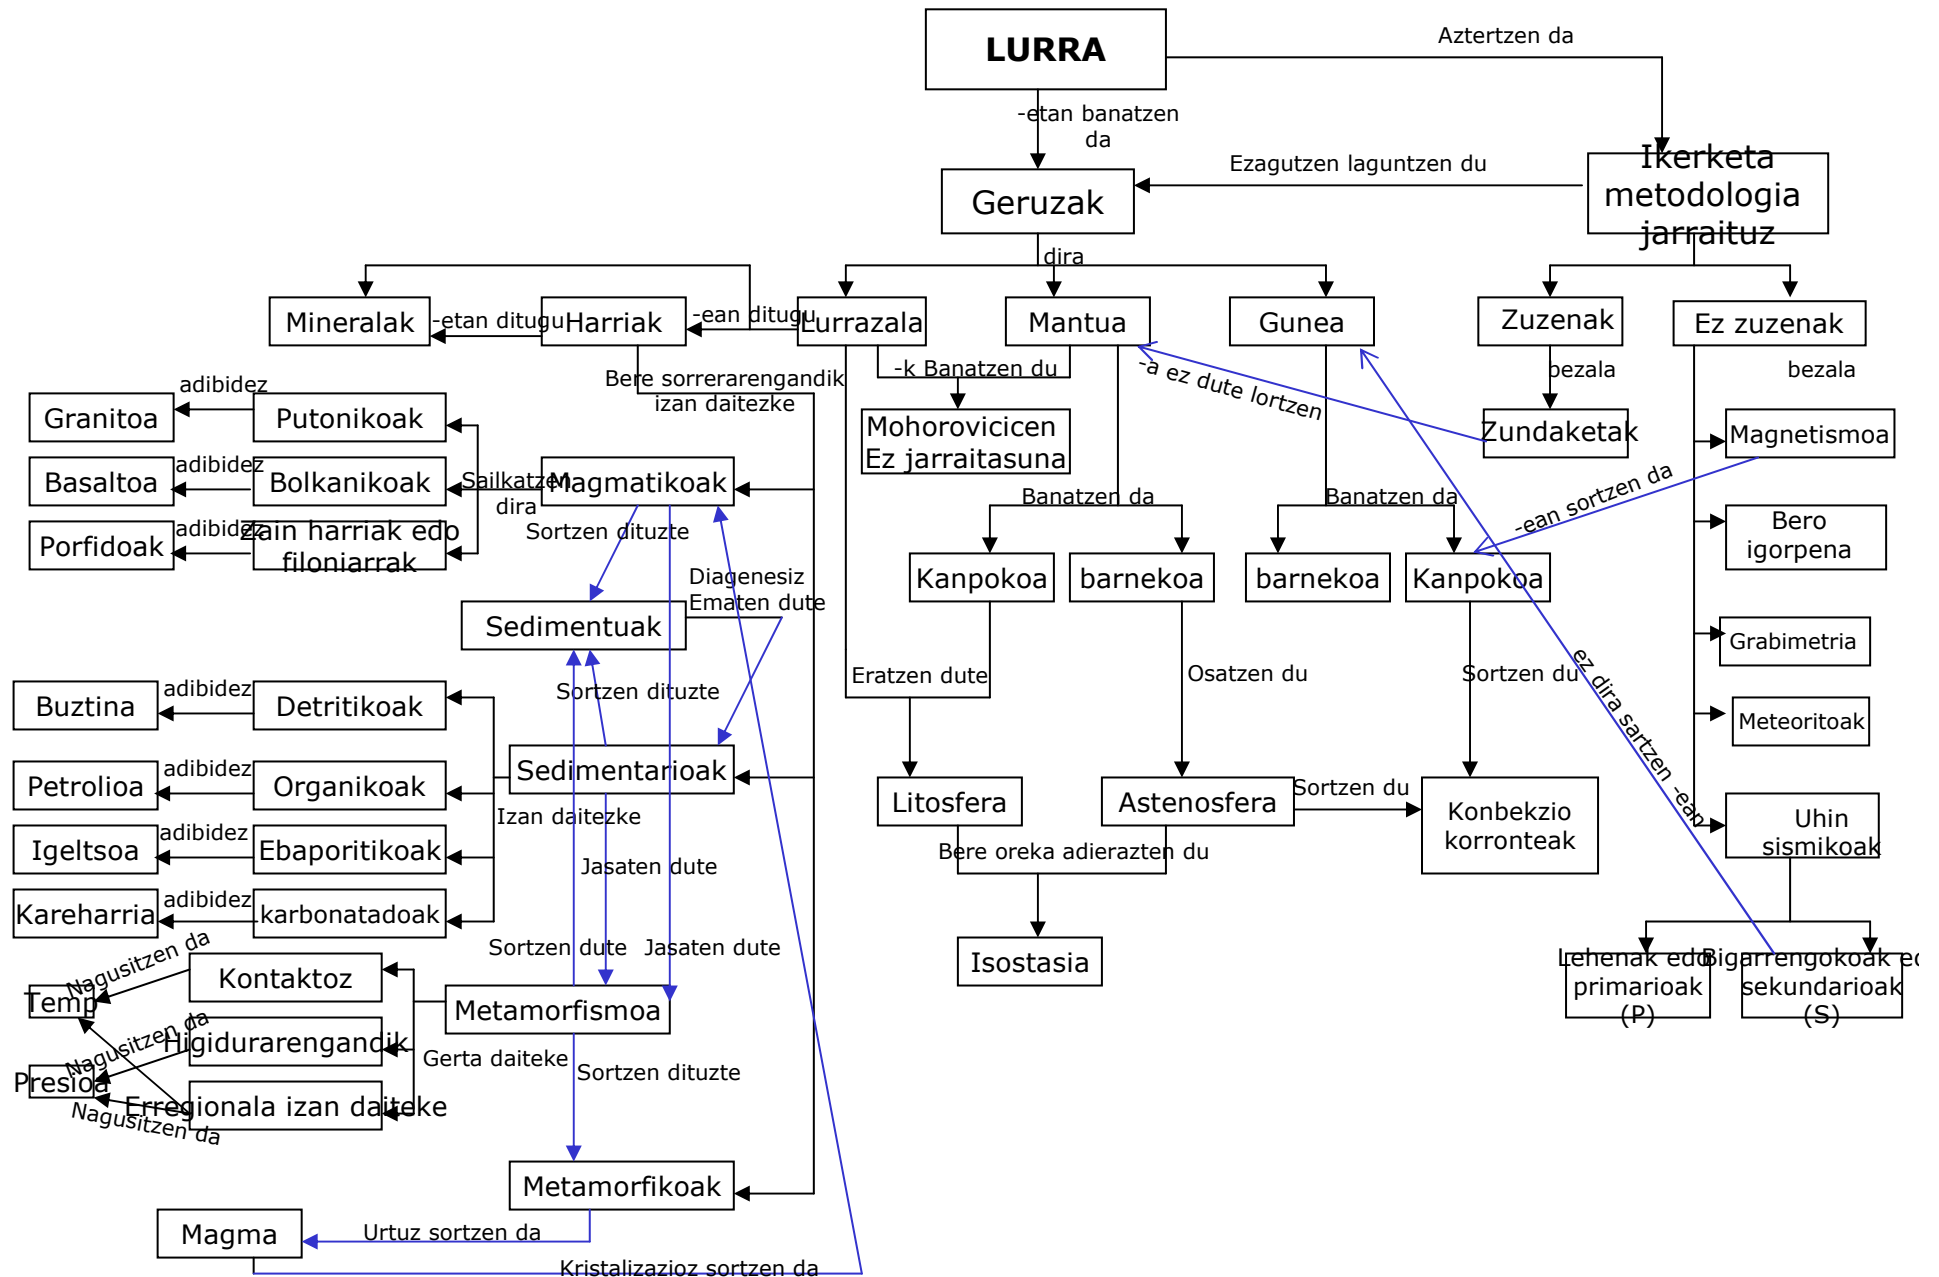 LURRA
Aztertzen da
-etan banatzen
da
Ezagutzen laguntzen du
Ikerketa
metodologia
jarraituz
Geruzak
dira
Mineralak
-etan ditugu
Harriak
-ean ditugu
Lurrazala
Mantua
Gunea
Zuzenak
Ez zuzenak
-k Banatzen du
-a ez dute lortzen
bezala
bezala
Bere sorrerarengandik
izan daitezke
adibidez
Granitoa
Putonikoak
Mohorovicicen
Ez jarraitasuna
Zundaketak
Magnetismoa
adibidez
Basaltoa
Bolkanikoak
Sailkatzen
dira
Magmatikoak
Banatzen da
Banatzen da
-ean sortzen da
adibidez
Porfidoak
Zain harriak edo
filoniarrak
Sortzen dituzte
Bero
igorpena
Diagenesiz
Ematen dute
Kanpokoa
barnekoa
barnekoa
Kanpokoa
Sedimentuak
Grabimetria
adibidez
Buztina
Detritikoak
Sortzen dituzte
Eratzen dute
Osatzen du
Sortzen du
ez dira sartzen -ean
Meteoritoak
adibidez
Petrolioa
Organikoak
Sedimentarioak
Litosfera
Astenosfera
Sortzen du
Konbekzio
korronteak
Uhin
sismikoak
Izan daitezke
adibidez
Igeltsoa
Ebaporitikoak
Jasaten dute
Bere oreka adierazten du
adibidez
Kareharria
karbonatadoak
Sortzen dute
Jasaten dute
Isostasia
Lehenak edo
primarioak
(P)
Bigarrengokoak
sekundarioak
(S)
Nagusitzen da
Kontaktoz
Temp
Metamorfismoa
Nagusitzen da
Higidurarengandik
Gerta daiteke
Sortzen dituzte
Presioa
Erregionala izan daiteke
Nagusitzen da
Metamorfikoak
Magma
Urtuz sortzen da
Kristalizazioz sortzen da